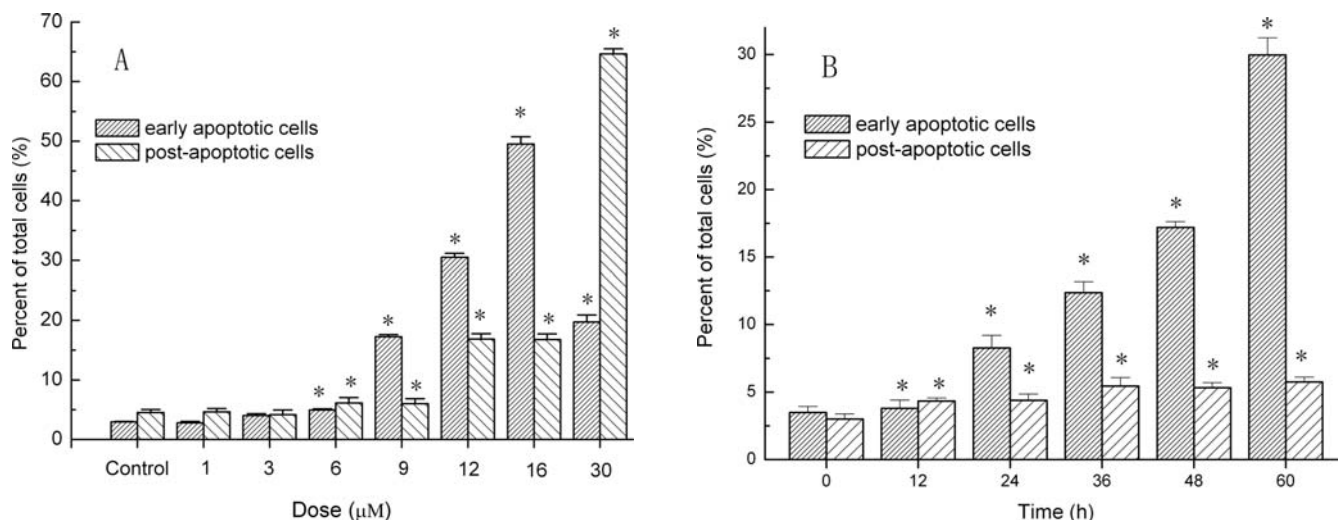 A
early apoptotic cells
post-apoptotic cells
Percent of total cells (%)
70
60
50
40
30
20
10
0
* * * * * * * * * *
Control 1 3 6 9 12 16 30
Dose (μM)
B
early apoptotic cells
post-apoptotic cells
Percent of total cells (%)
30
25
20
15
10
5
0
* * * * * * * * * *
0 12 24 36 48 60
Time (h)